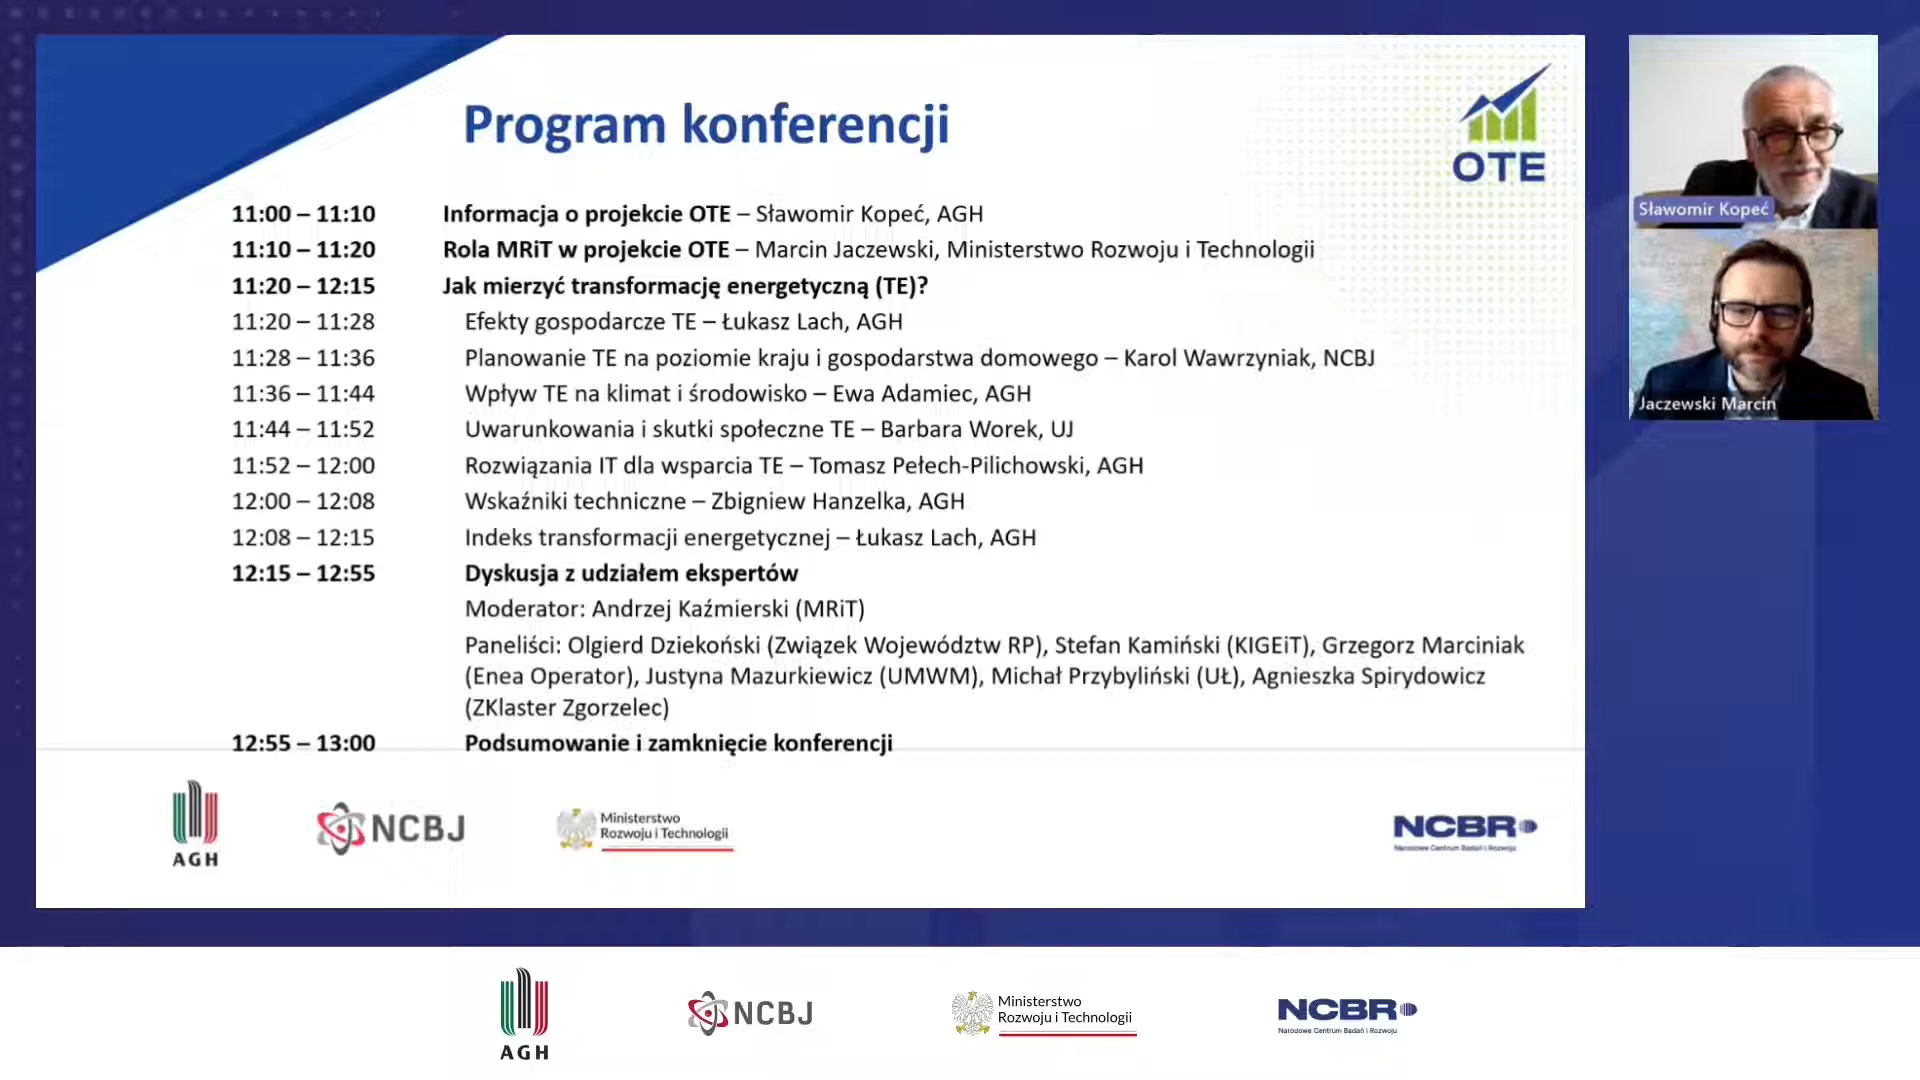 Program konferencji
OTE
11:00 – 11:10 Informacja o projekcie OTE – Sławomir Kopeć, AGH
11:10 – 11:20 Rola MRiT w projekcie OTE – Marcin Jaczewski, Ministerstwo Rozwoju i Technologii
11:20 – 12:15 Jak mierzyć transformację energetyczną (TE)?
11:20 – 11:28 Efekty gospodarcze TE – Łukasz Lach, AGH
11:28 – 11:36 Planowanie TE na poziomie kraju i gospodarstwa domowego – Karol Wawrzyniak, NCBJ
11:36 – 11:44 Wpływ TE na klimat i środowisko – Ewa Adamiec, AGH
11:44 – 11:52 Uwarunkowania i skutki społeczne TE – Barbara Worek, UJ
11:52 – 12:00 Rozwiązania IT dla wsparcia TE – Tomasz Pełech-Pilichowski, AGH
12:00 – 12:08 Wskaźniki techniczne – Zbigniew Hanzelka, AGH
12:08 – 12:15 Indeks transformacji energetycznej – Łukasz Lach, AGH
12:15 – 12:55 Dyskusja z udziałem ekspertów
Moderator: Andrzej Kaźmierski (MRiT)
Paneliści: Olgierd Dziekoński (Związek Województw RP), Stefan Kamiński (KIGEiT), Grzegorz Marciniak
(Enea Operator), Justyna Mazurkiewicz (UMWM), Michał Przybyliński (UŁ), Agnieszka Spirydowicz
(ZKlaster Zgorzelec)
12:55 – 13:00 Podsumowanie i zamknięcie konferencji
AGH
NCBJ
Ministerstwo
Rozwoju i Technologii
NCBR
Narodowe Centrum Badań i Rozwoju
Sławomir Kopeć
Jaczewski Marcin
AGH
NCBJ
Ministerstwo
Rozwoju i Technologii
NCBR
Narodowe Centrum Badań i Rozwoju